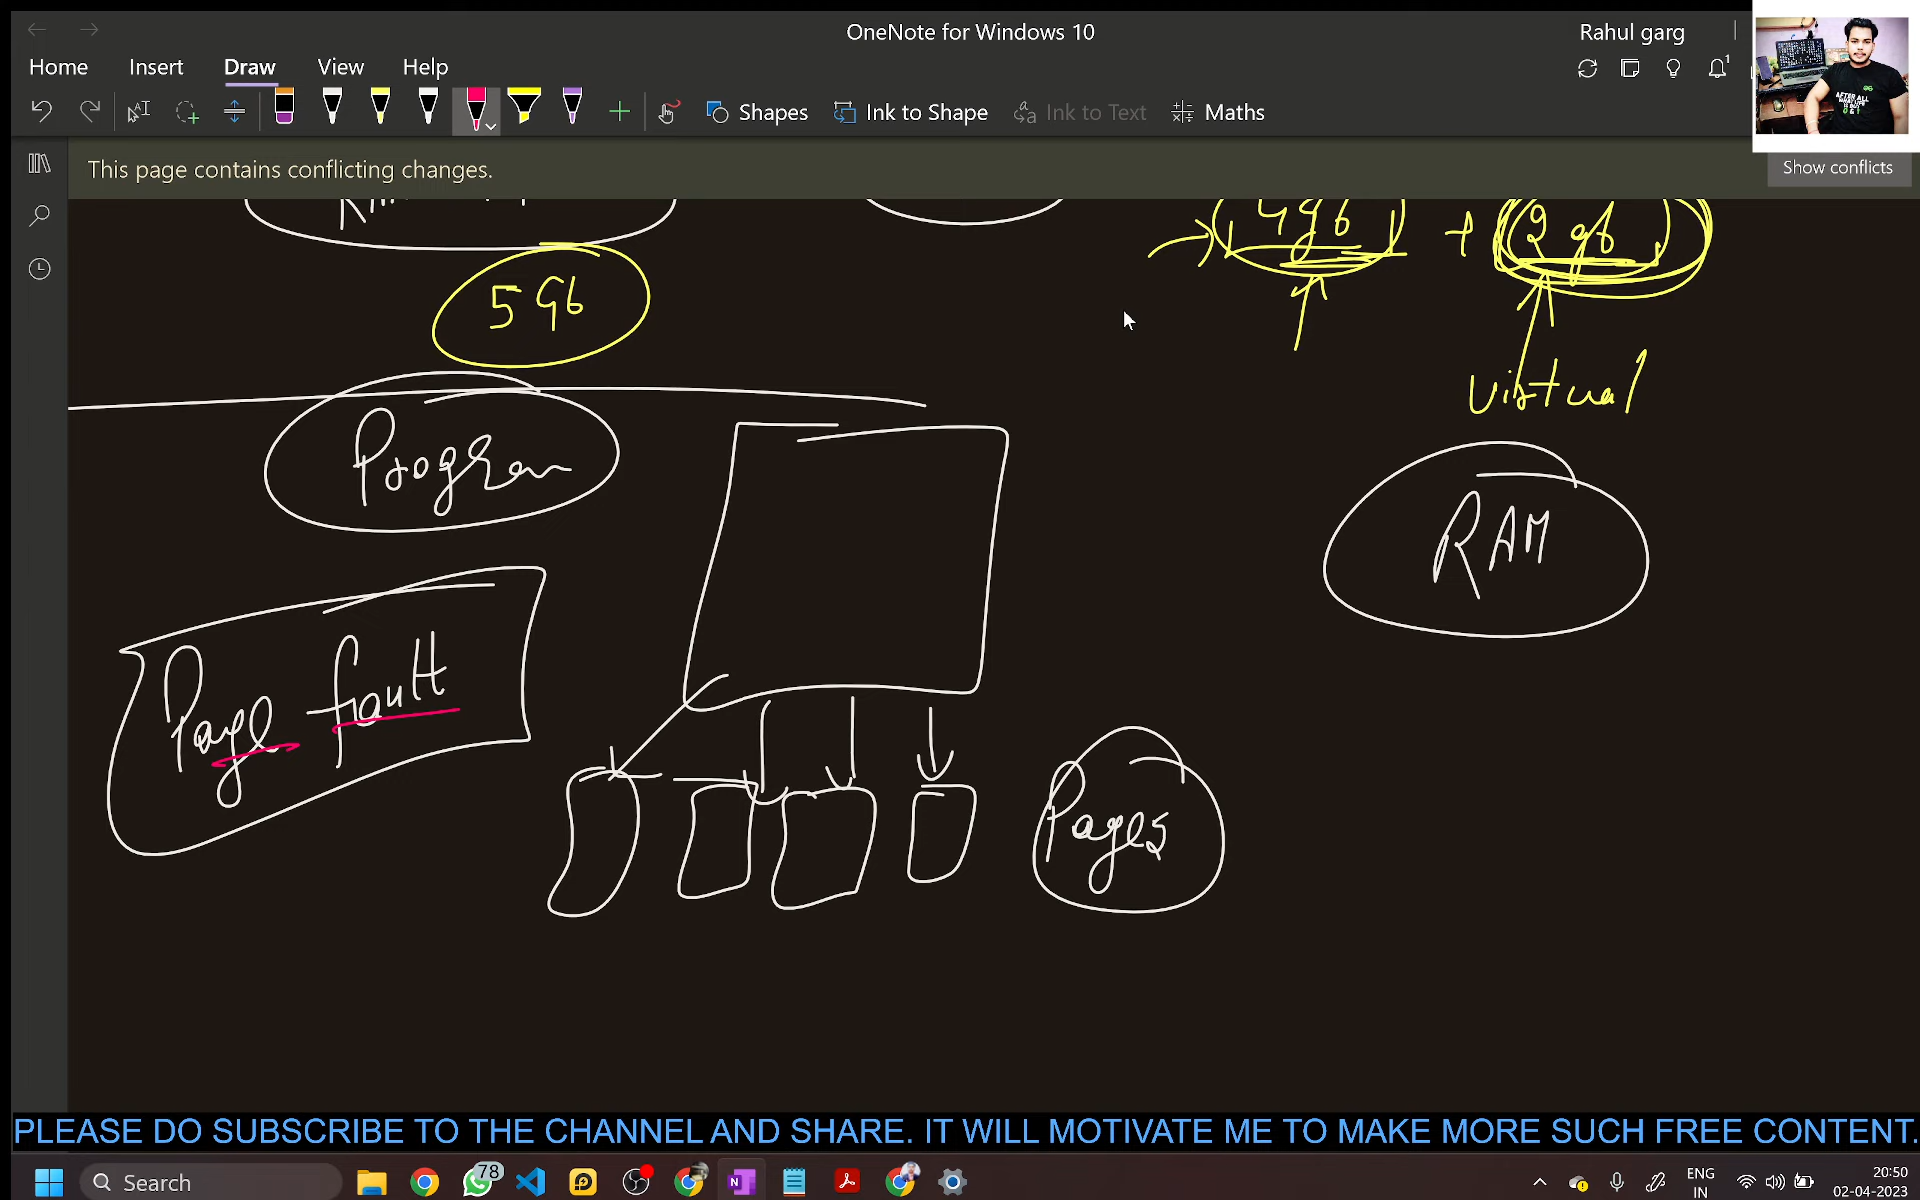 OneNote for Windows 10
Rahul garg
Home Insert Draw View Help
Shapes Ink to Shape Ink to Text Maths
This page contains conflicting changes.
Show conflicts
4gb + 2 gb
5 Gb
virtual
Program
RAM
Page fault
Pages
PLEASE DO SUBSCRIBE TO THE CHANNEL AND SHARE. IT WILL MOTIVATE ME TO MAKE MORE SUCH FREE CONTENT.
78
Search
ENG
IN
20:50
02-04-2023